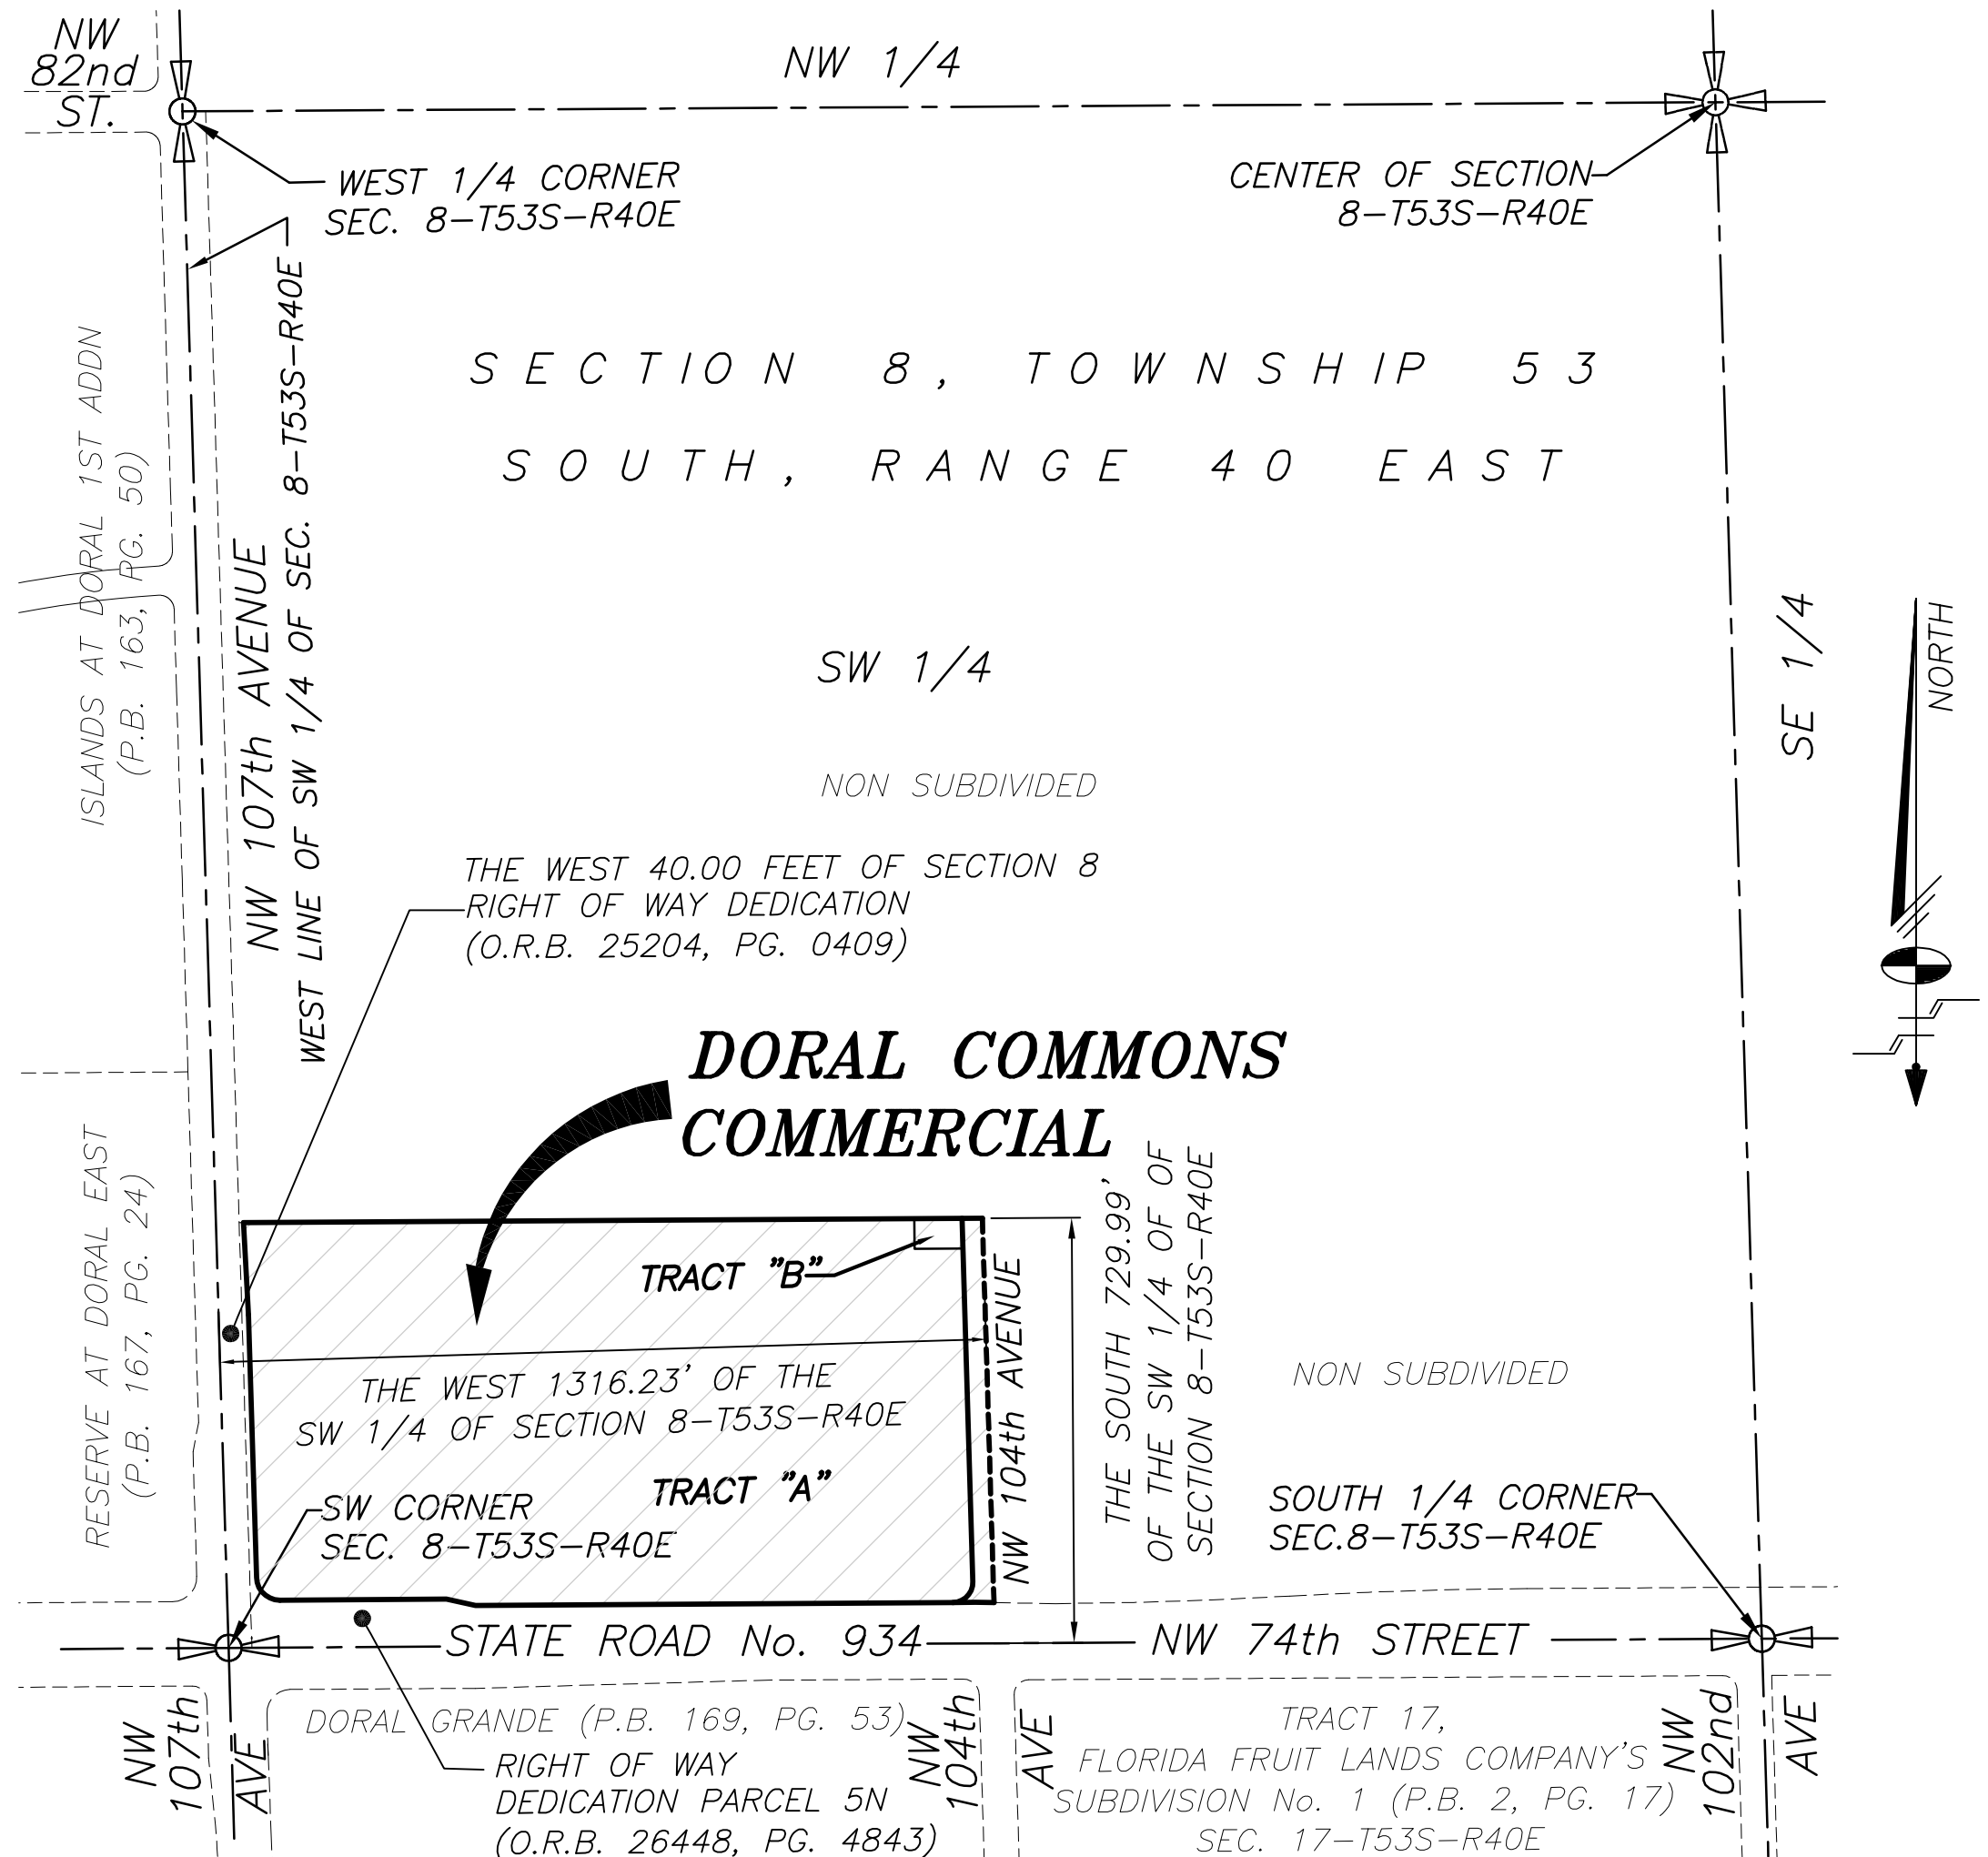 NW
82nd
ST.
NW 1/4
WEST 1/4 CORNER
SEC. 8-T53S-R40E
CENTER OF SECTION
8-T53S-R40E
WEST LINE OF SW 1/4 OF SEC. 8-T53S-R40E
NW 107th AVENUE
ISLANDS AT DORAL 1ST ADDN
(P.B. 163, PG. 50)
SECTION 8, TOWNSHIP 53
SOUTH, RANGE 40 EAST
SW 1/4
SE 1/4
NORTH
NON SUBDIVIDED
THE WEST 40.00 FEET OF SECTION 8
RIGHT OF WAY DEDICATION
(O.R.B. 25204, PG. 0409)
DORAL COMMONS
COMMERCIAL
RESERVE AT DORAL EAST
(P.B. 167, PG. 24)
TRACT "B"
THE WEST 1316.23' OF THE
SW 1/4 OF SECTION 8-T53S-R40E
TRACT "A"
SW CORNER
SEC. 8-T53S-R40E
NW 104th AVENUE
THE SOUTH 729.99'
OF THE SW 1/4 OF OF
SECTION 8-T53S-R40E
NON SUBDIVIDED
SOUTH 1/4 CORNER
SEC.8-T53S-R40E
STATE ROAD No. 934
NW 74th STREET
NW
107th
AVE
DORAL GRANDE (P.B. 169, PG. 53)
RIGHT OF WAY
DEDICATION PARCEL 5N
(O.R.B. 26448, PG. 4843)
NW
104th
AVE
TRACT 17,
FLORIDA FRUIT LANDS COMPANY'S
SUBDIVISION No. 1 (P.B. 2, PG. 17)
SEC. 17-T53S-R40E
NW
102nd
AVE